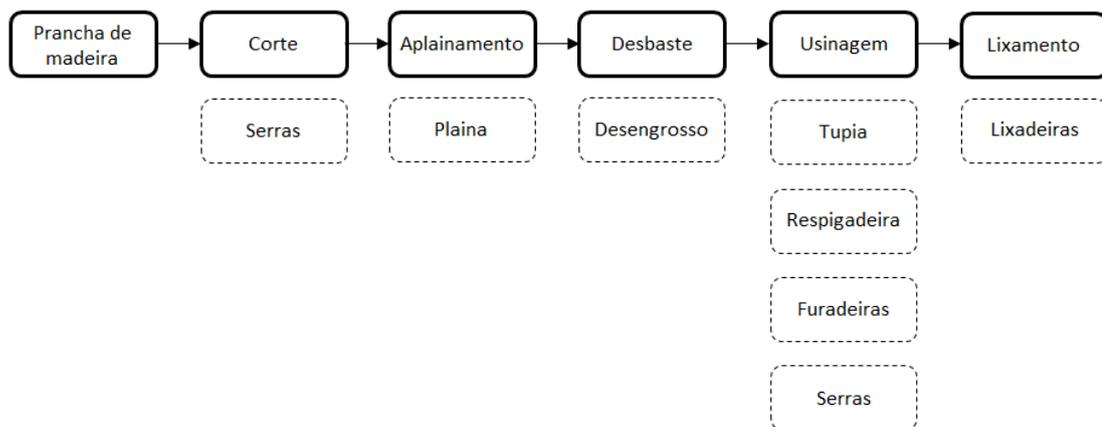 Prancha de
madeira
Corte
Aplainamento
Desbaste
Usinagem
Lixamento
Serras
Plaina
Desengrosso
Tupia
Lixadeiras
Respigadeira
Furadeiras
Serras